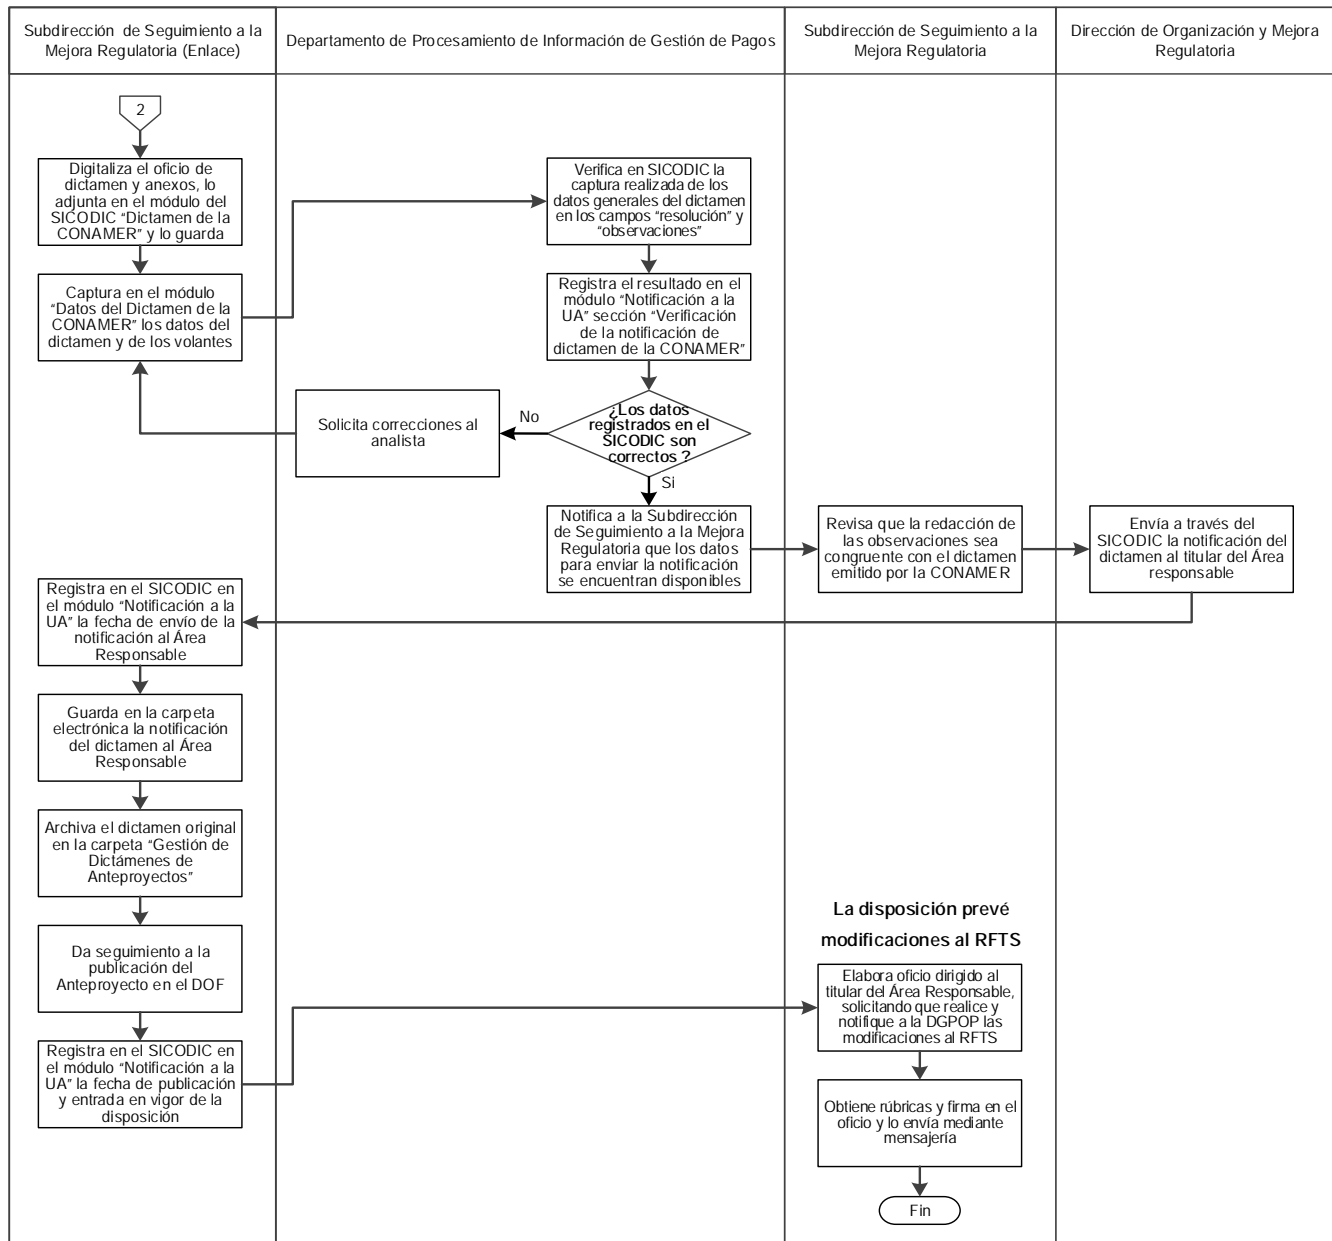 Subdirección de Seguimiento a la
Mejora Regulatoria (Enlace)
Departamento de Procesamiento de Información de Gestión de Pagos
Subdirección de Seguimiento a la
Mejora Regulatoria
Dirección de Organización y Mejora
Regulatoria
2
Digitaliza el oficio de
dictamen y anexos, lo
adjunta en el módulo del
SICODIC “Dictamen de la
CONAMER” y lo guarda
Captura en el módulo
“Datos del Dictamen de la
CONAMER” los datos del
dictamen y de los volantes
Verifica en SICODIC la
captura realizada de los
datos generales del dictamen
en los campos “resolución” y
“observaciones”
Registra el resultado en el
módulo “Notificación a la
UA” sección “Verificación
de la notificación de
dictamen de la CONAMER”
¿Los datos
registrados en el
SICODIC son
correctos ?
No
Solicita correcciones al
analista
Si
Notifica a la Subdirección
de Seguimiento a la Mejora
Regulatoria que los datos
para enviar la notificación
se encuentran disponibles
Revisa que la redacción de
las observaciones sea
congruente con el dictamen
emitido por la CONAMER
Envía a través del
SICODIC la notificación del
dictamen al titular del Área
responsable
Registra en el SICODIC en
el módulo “Notificación a la
UA” la fecha de envío de la
notificación al Área
Responsable
Guarda en la carpeta
electrónica la notificación
del dictamen al Área
Responsable
Archiva el dictamen original
en la carpeta “Gestión de
Dictámenes de
Anteproyectos”
Da seguimiento a la
publicación del
Anteproyecto en el DOF
Registra en el SICODIC en
el módulo “Notificación a la
UA” la fecha de publicación
y entrada en vigor de la
disposición
La disposición prevé
modificaciones al RFTS
Elabora oficio dirigido al
titular del Área Responsable,
solicitando que realice y
notifique a la DGPOP las
modificaciones al RFTS
Obtiene rúbricas y firma en el
oficio y lo envía mediante
mensajería
Fin